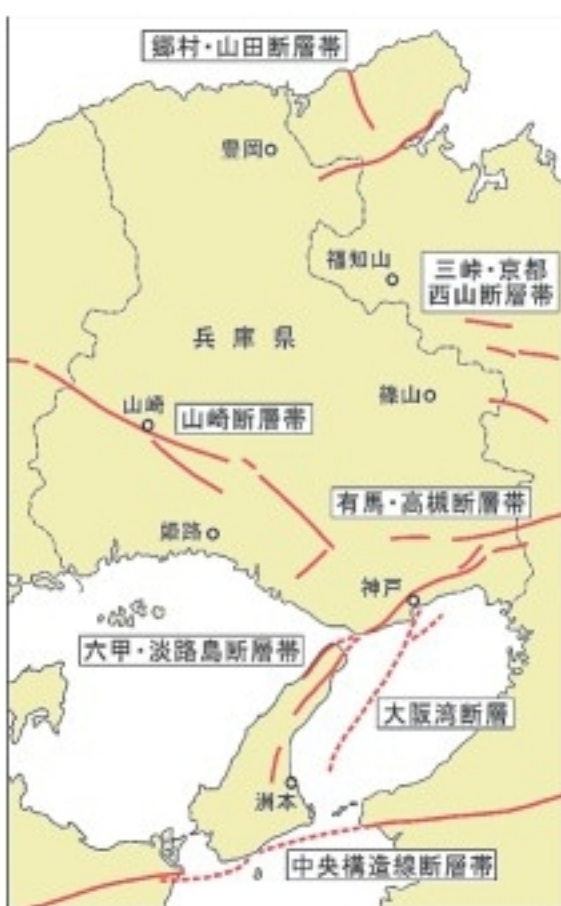 郷村・山田断層帯
豊岡
福知山
三峠・京都
西山断層帯
兵庫県
篠山
山崎
山崎断層帯
有馬・高槻断層帯
姫路
神戸
六甲・淡路島断層帯
大阪湾断層
洲本
中央構造線断層帯